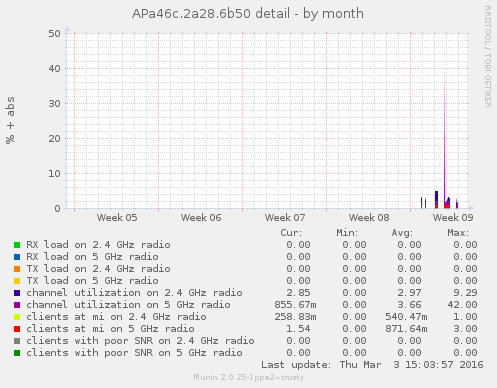 APa46c.2a28.6b50 detail - by month
RRDTOOL / TOBI OETIKER
% + abs
50
40
30
20
10
0
Week 05 Week 06 Week 07 Week 08 Week 09
Cur: Min: Avg: Max:
RX load on 2.4 GHz radio 0.00 0.00 0.00 0.00
RX load on 5 GHz radio 0.00 0.00 0.00 0.00
TX load on 2.4 GHz radio 0.00 0.00 0.00 0.00
TX load on 5 GHz radio 0.00 0.00 0.00 0.00
channel utilization on 2.4 GHz radio 2.85 0.00 2.97 9.29
channel utilization on 5 GHz radio 855.67m 0.00 3.66 42.00
clients at mi on 2.4 GHz radio 258.83m 0.00 540.47m 1.00
clients at mi on 5 GHz radio 1.54 0.00 871.64m 3.00
clients with poor SNR on 2.4 GHz radio 0.00 0.00 0.00 0.00
clients with poor SNR on 5 GHz radio 0.00 0.00 0.00 0.00
Last update: Thu Mar 3 15:03:57 2016
Munin 2.0.25-1ppa2~trusty